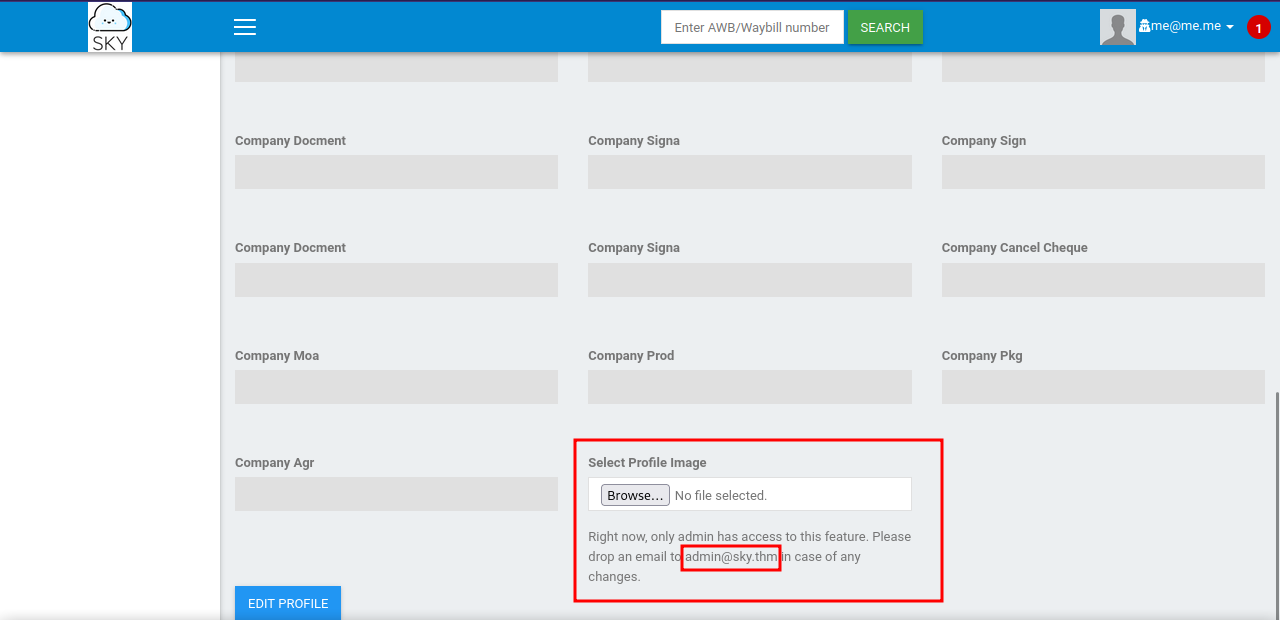 SKY
Enter AWB/Waybill number
SEARCH
me@me.me
1
Company Docment
Company Signa
Company Sign
Company Docment
Company Signa
Company Cancel Cheque
Company Moa
Company Prod
Company Pkg
Company Agr
Select Profile Image
Browse...
No file selected.
Right now, only admin has access to this feature. Please
drop an email to admin@sky.thm in case of any
changes.
EDIT PROFILE